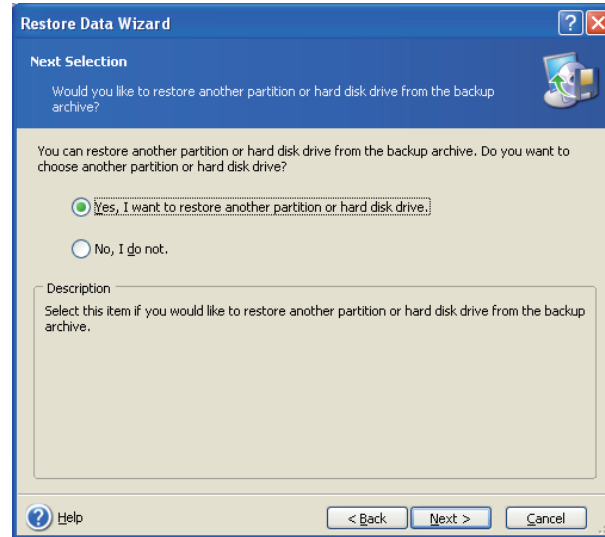 Restore Data Wizard
Next Selection
Would you like to restore another partition or hard disk drive from the backup
archive?
You can restore another partition or hard disk drive from the backup archive. Do you want to
choose another partition or hard disk drive?
Yes, I want to restore another partition or hard disk drive.
No, I do not.
Description
Select this item if you would like to restore another partition or hard disk drive from the backup
archive.
Help
< Back
Next >
Cancel